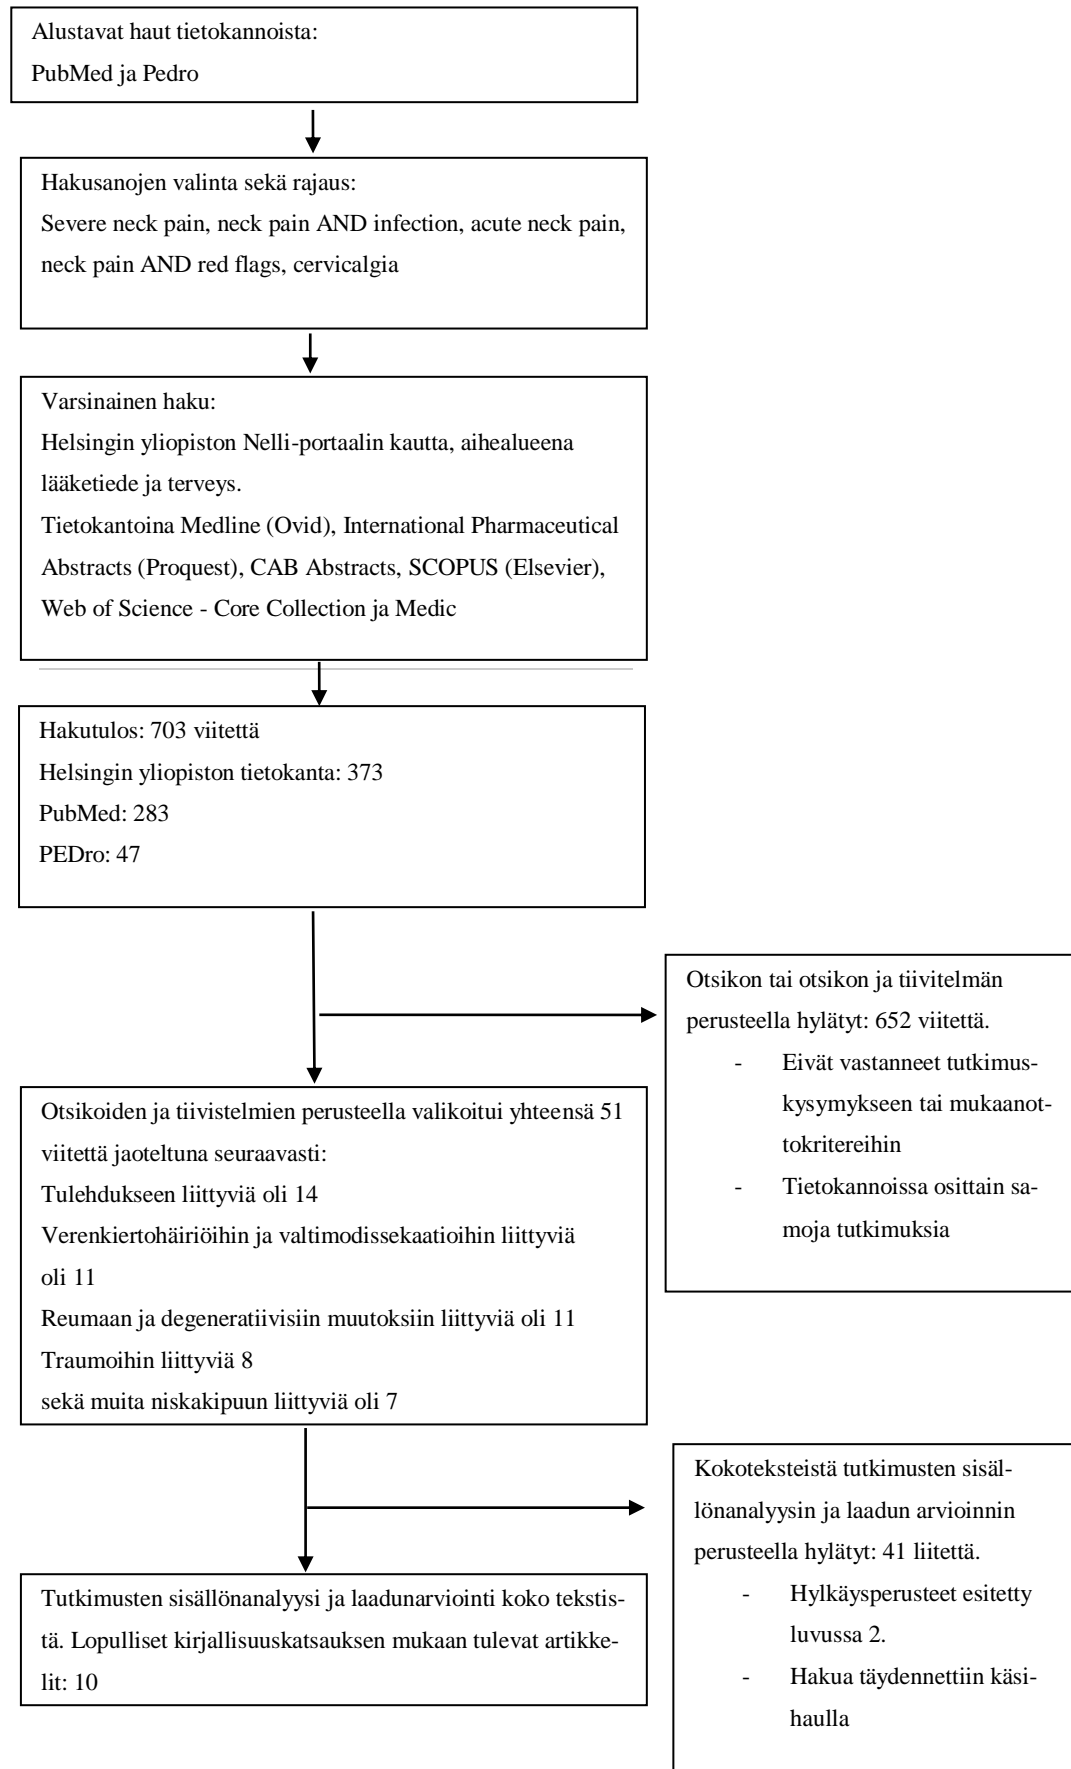 Alustavat haut tietokannoista:
PubMed ja Pedro
Hakusanojen valinta sekä rajaus:
Severe neck pain, neck pain AND infection, acute neck pain,
neck pain AND red flags, cervicalgia
Varsinainen haku:
Helsingin yliopiston Nelli-portaalin kautta, aihealueena
lääketiede ja terveys.
Tietokantoina Medline (Ovid), International Pharmaceutical
Abstracts (Proquest), CAB Abstracts, SCOPUS (Elsevier),
Web of Science - Core Collection ja Medic
Hakutulos: 703 viitettä
Helsingin yliopiston tietokanta: 373
PubMed: 283
PEDro: 47
Otsikon tai otsikon ja tiivitelmän
perusteella hylätyt: 652 viitettä.
- Eivät vastanneet tutkimus-
kysymykseen tai mukaanot-
tokritereihin
- Tietokannoissa osittain sa-
moja tutkimuksia
Otsikoiden ja tiivistelmien perusteella valikoitui yhteensä 51
viitettä jaoteltuna seuraavasti:
Tulehdukseen liittyviä oli 14
Verenkiertohäiriöihin ja valtimodissekaatioihin liittyviä
oli 11
Reumaan ja degeneratiivisiin muutoksiin liittyviä oli 11
Traumoihin liittyviä 8
sekä muita niskakipuun liittyviä oli 7
Kokoteksteistä tutkimusten sisäl-
lönanalyysin ja laadun arvioinnin
perusteella hylätyt: 41 liitettä.
- Hylkäysperusteet esitetty
luvussa 2.
- Hakua täydennettiin käsi-
haulla
Tutkimusten sisällönanalyysi ja laadunarviointi koko tekstis-
tä. Lopulliset kirjallisuuskatsauksen mukaan tulevat artikke-
lit: 10